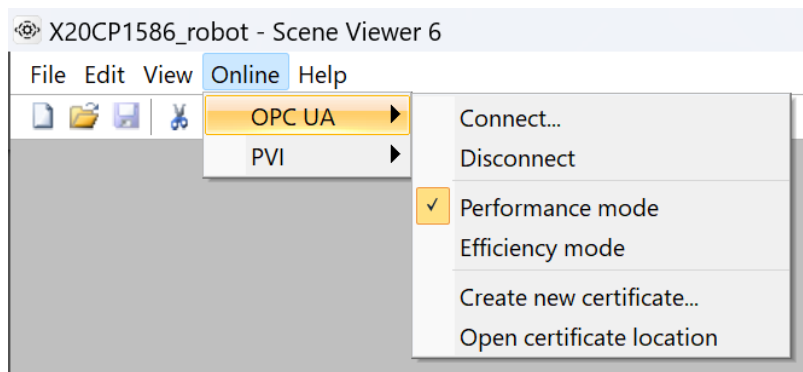 X20CP1586_robot - Scene Viewer 6
File Edit View Online Help
OPC UA
PVI
Connect...
Disconnect
Performance mode
Efficiency mode
Create new certificate...
Open certificate location